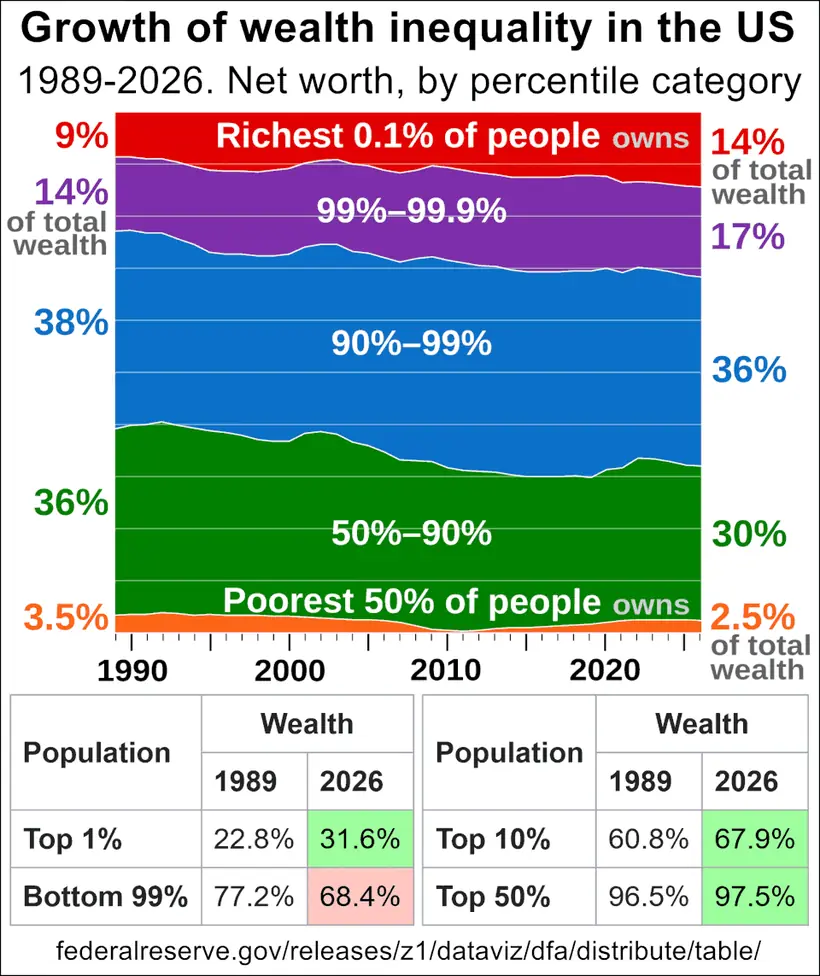 Growth of wealth inequality in the US
1989-2026. Net worth, by percentile category
9%
Richest 0.1% of people owns
14%
of total
wealth
14%
of total
wealth
99%–99.9%
17%
38%
90%–99%
36%
36%
50%–90%
30%
3.5%
Poorest 50% of people owns
2.5%
of total
wealth
1990
2000
2010
2020
Population
Wealth
1989
2026
Top 1%
22.8%
31.6%
Bottom 99%
77.2%
68.4%
Population
Wealth
1989
2026
Top 10%
60.8%
67.9%
Top 50%
96.5%
97.5%
federalreserve.gov/releases/z1/dataviz/dfa/distribute/table/